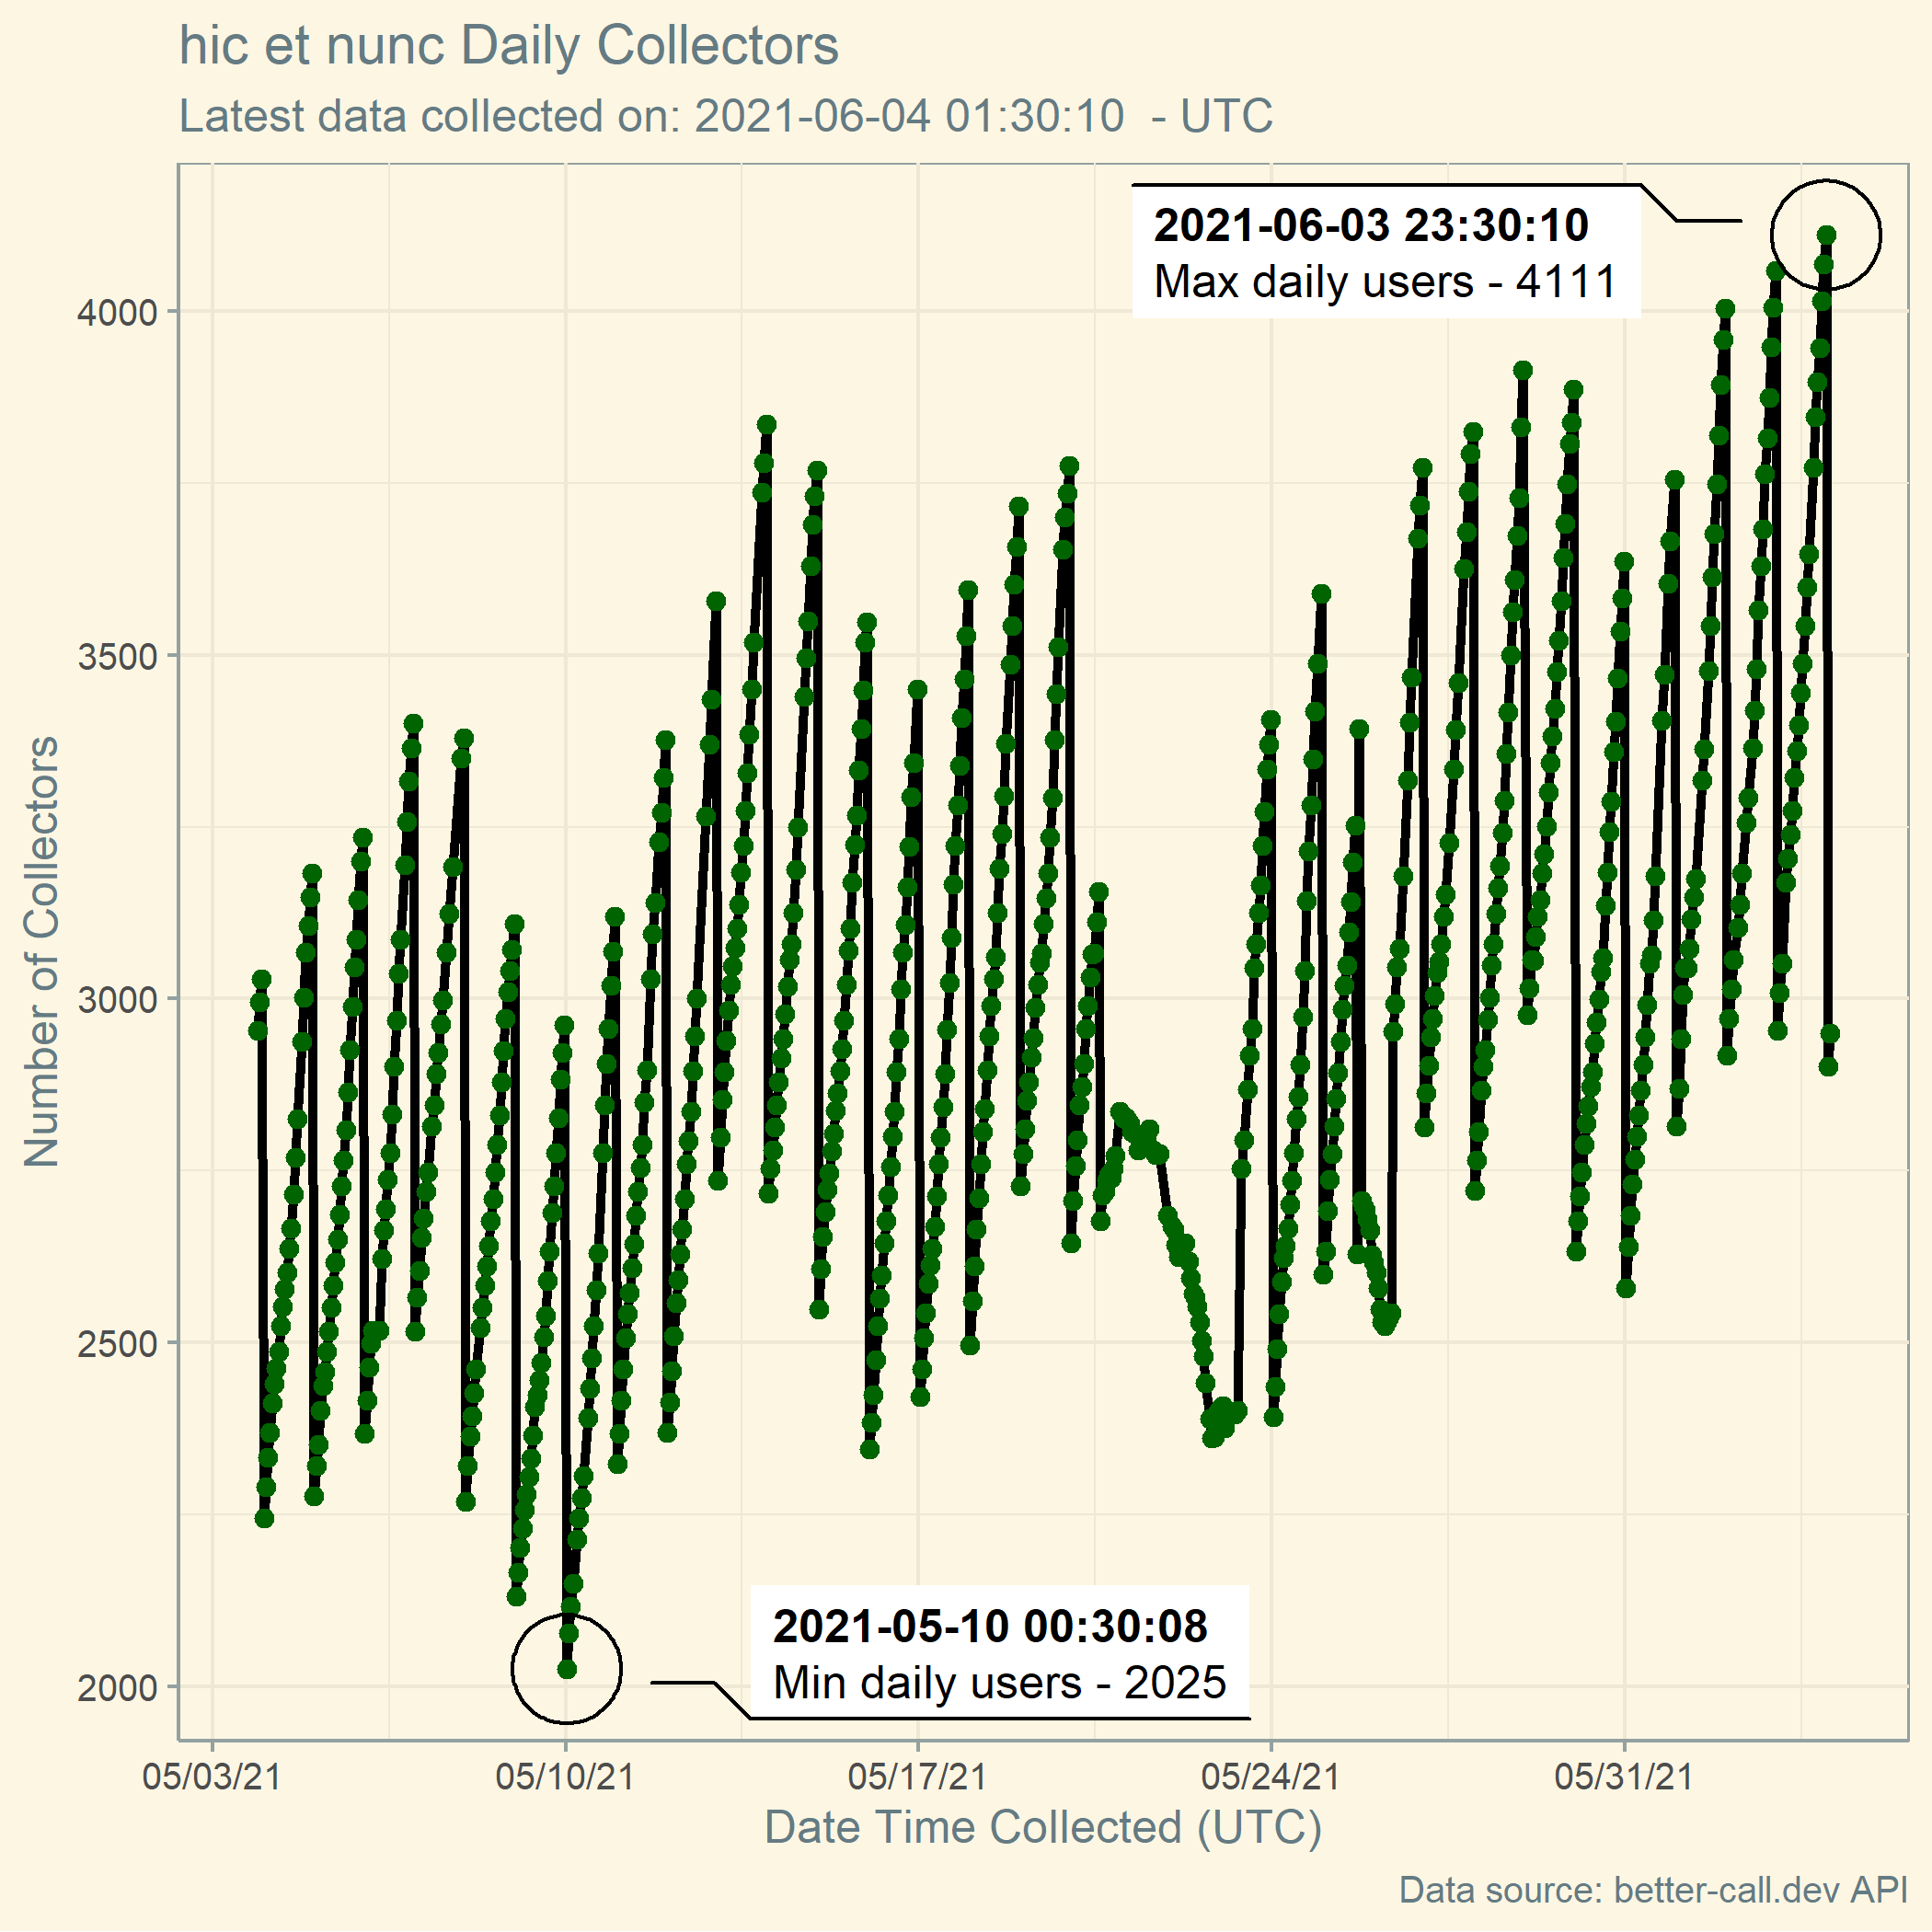 hic et nunc Daily Collectors
Latest data collected on: 2021-06-04 01:30:10  - UTC
2021-06-03 23:30:10
Max daily users - 4111
4000
3500
3000
2500
2000
Number of Collectors
2021-05-10 00:30:08
Min daily users - 2025
05/03/21 05/10/21 05/17/21 05/24/21 05/31/21
Date Time Collected (UTC)
Data source: better-call.dev API